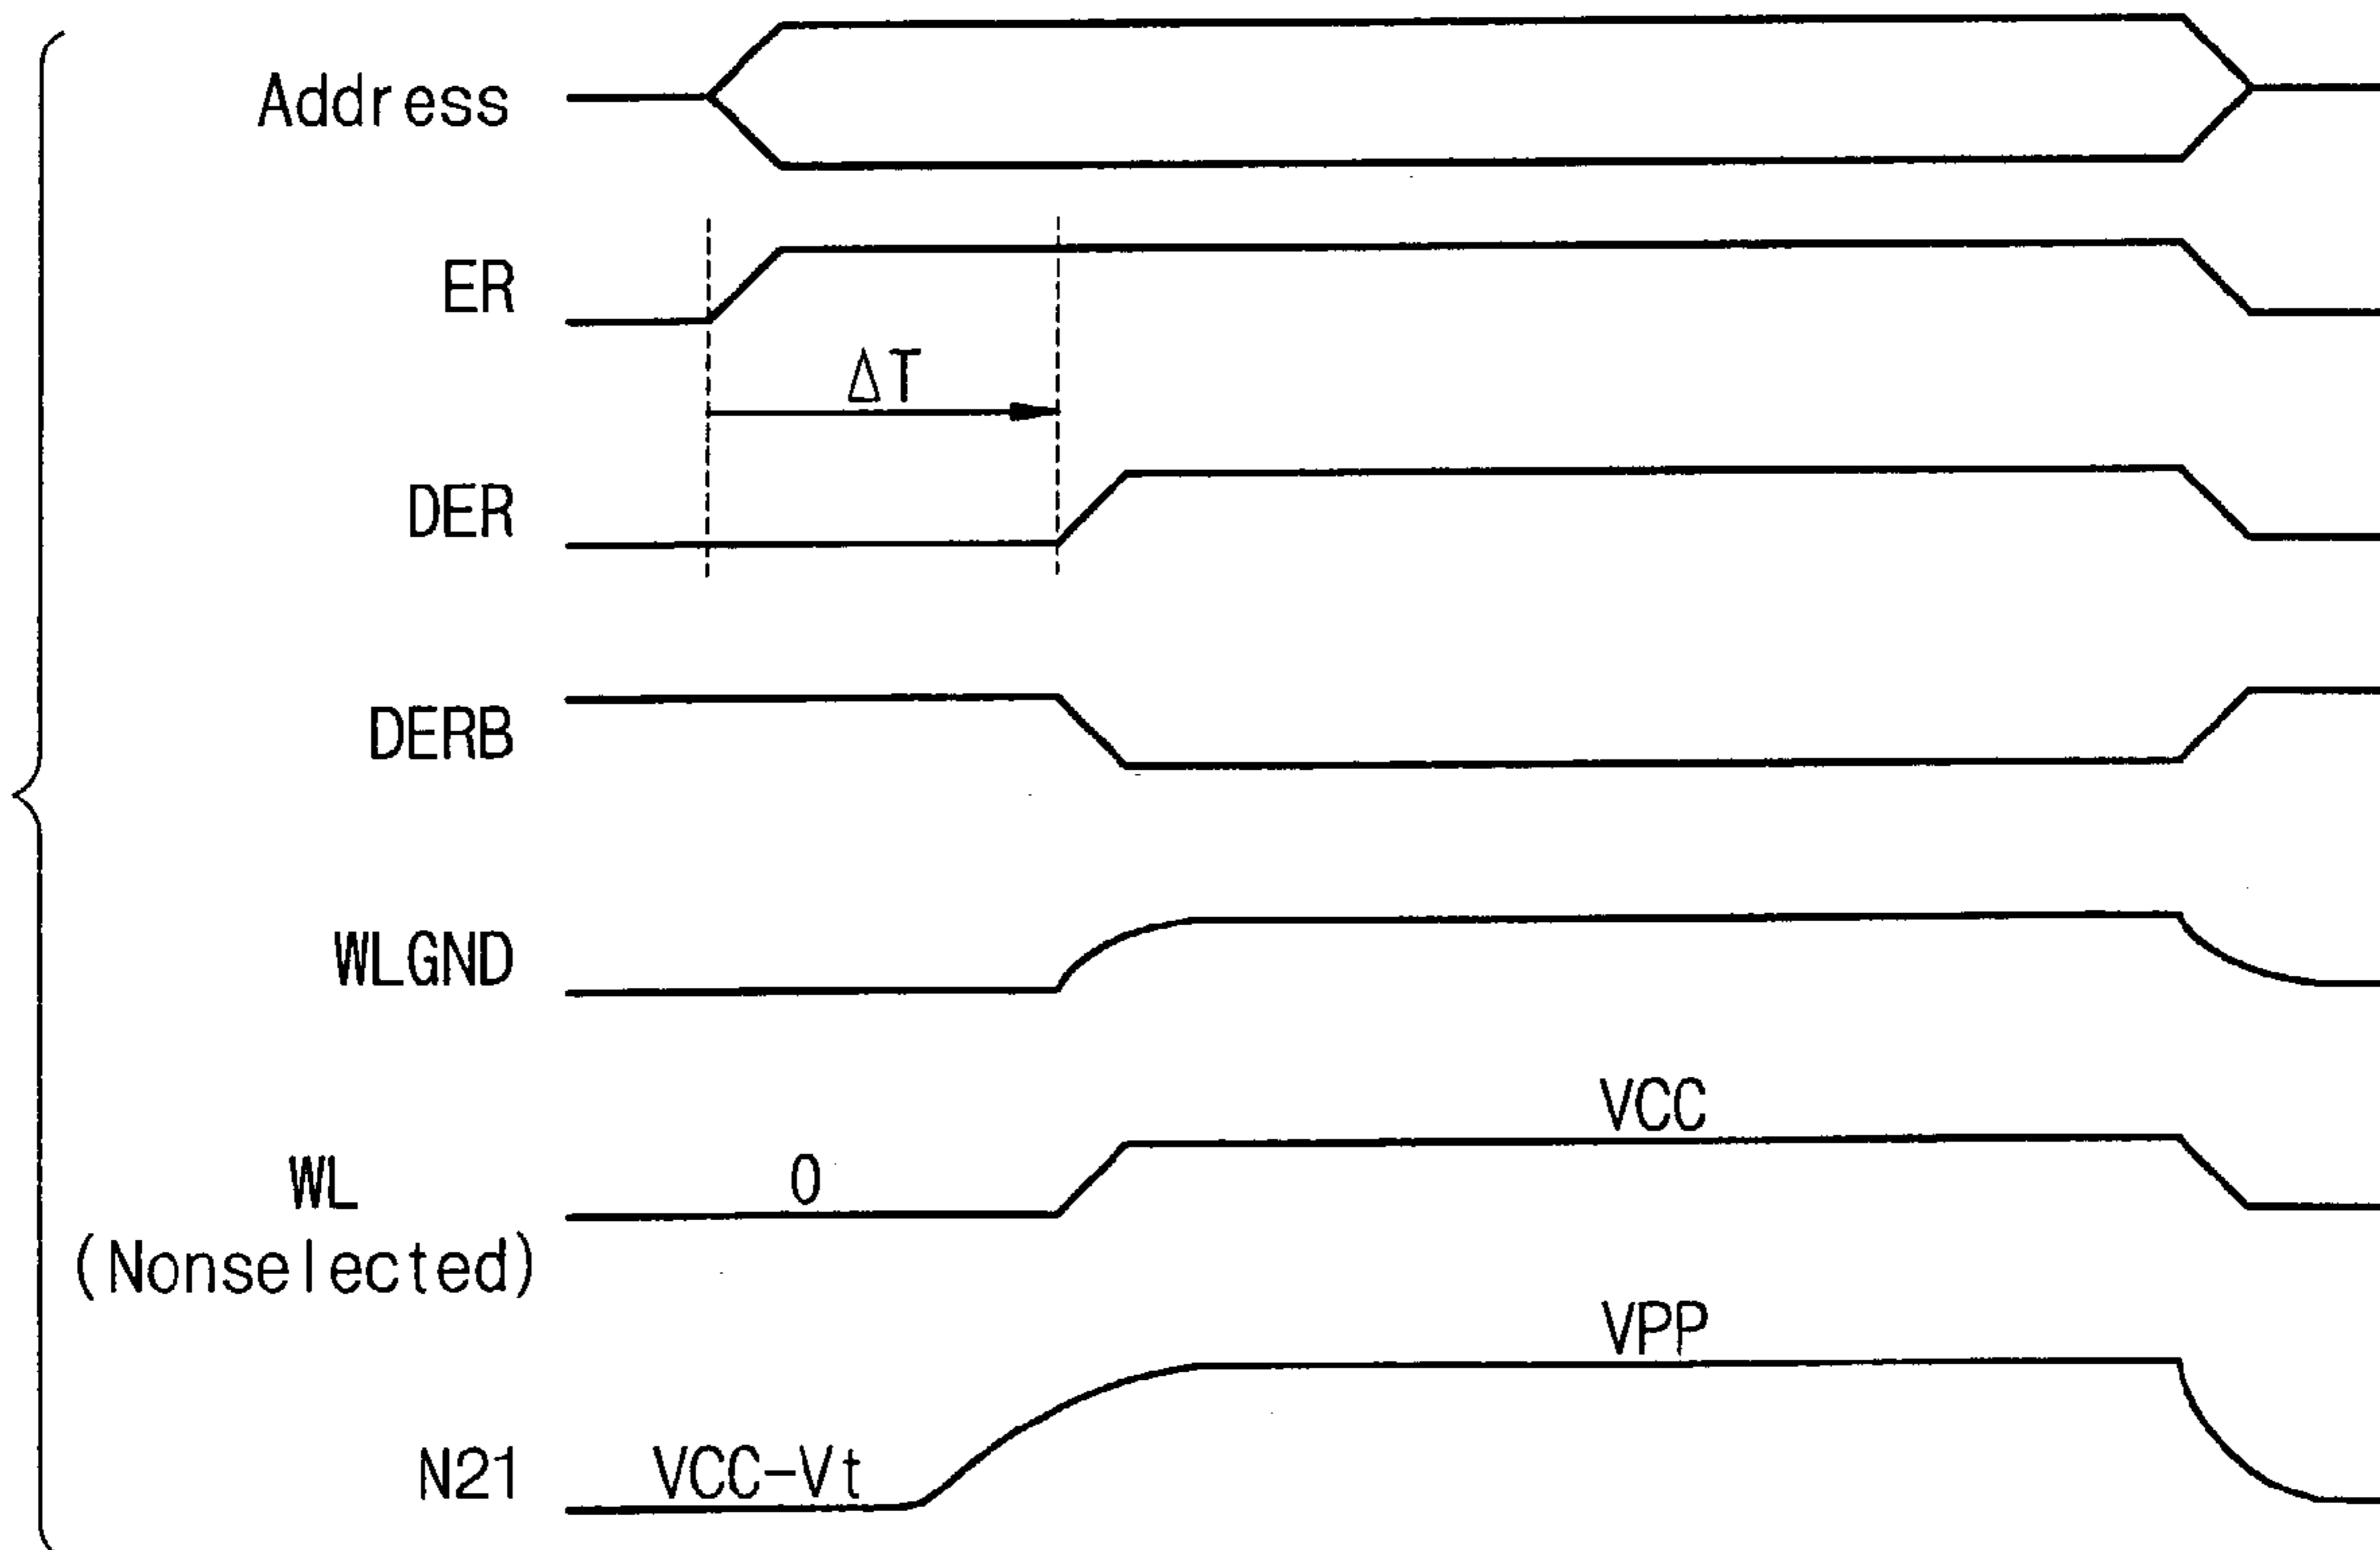 Address
ER
ΔT
DER
DERB
WLGND
VCC
WL
0
(Nonselected)
VPP
N21
VCC-Vt